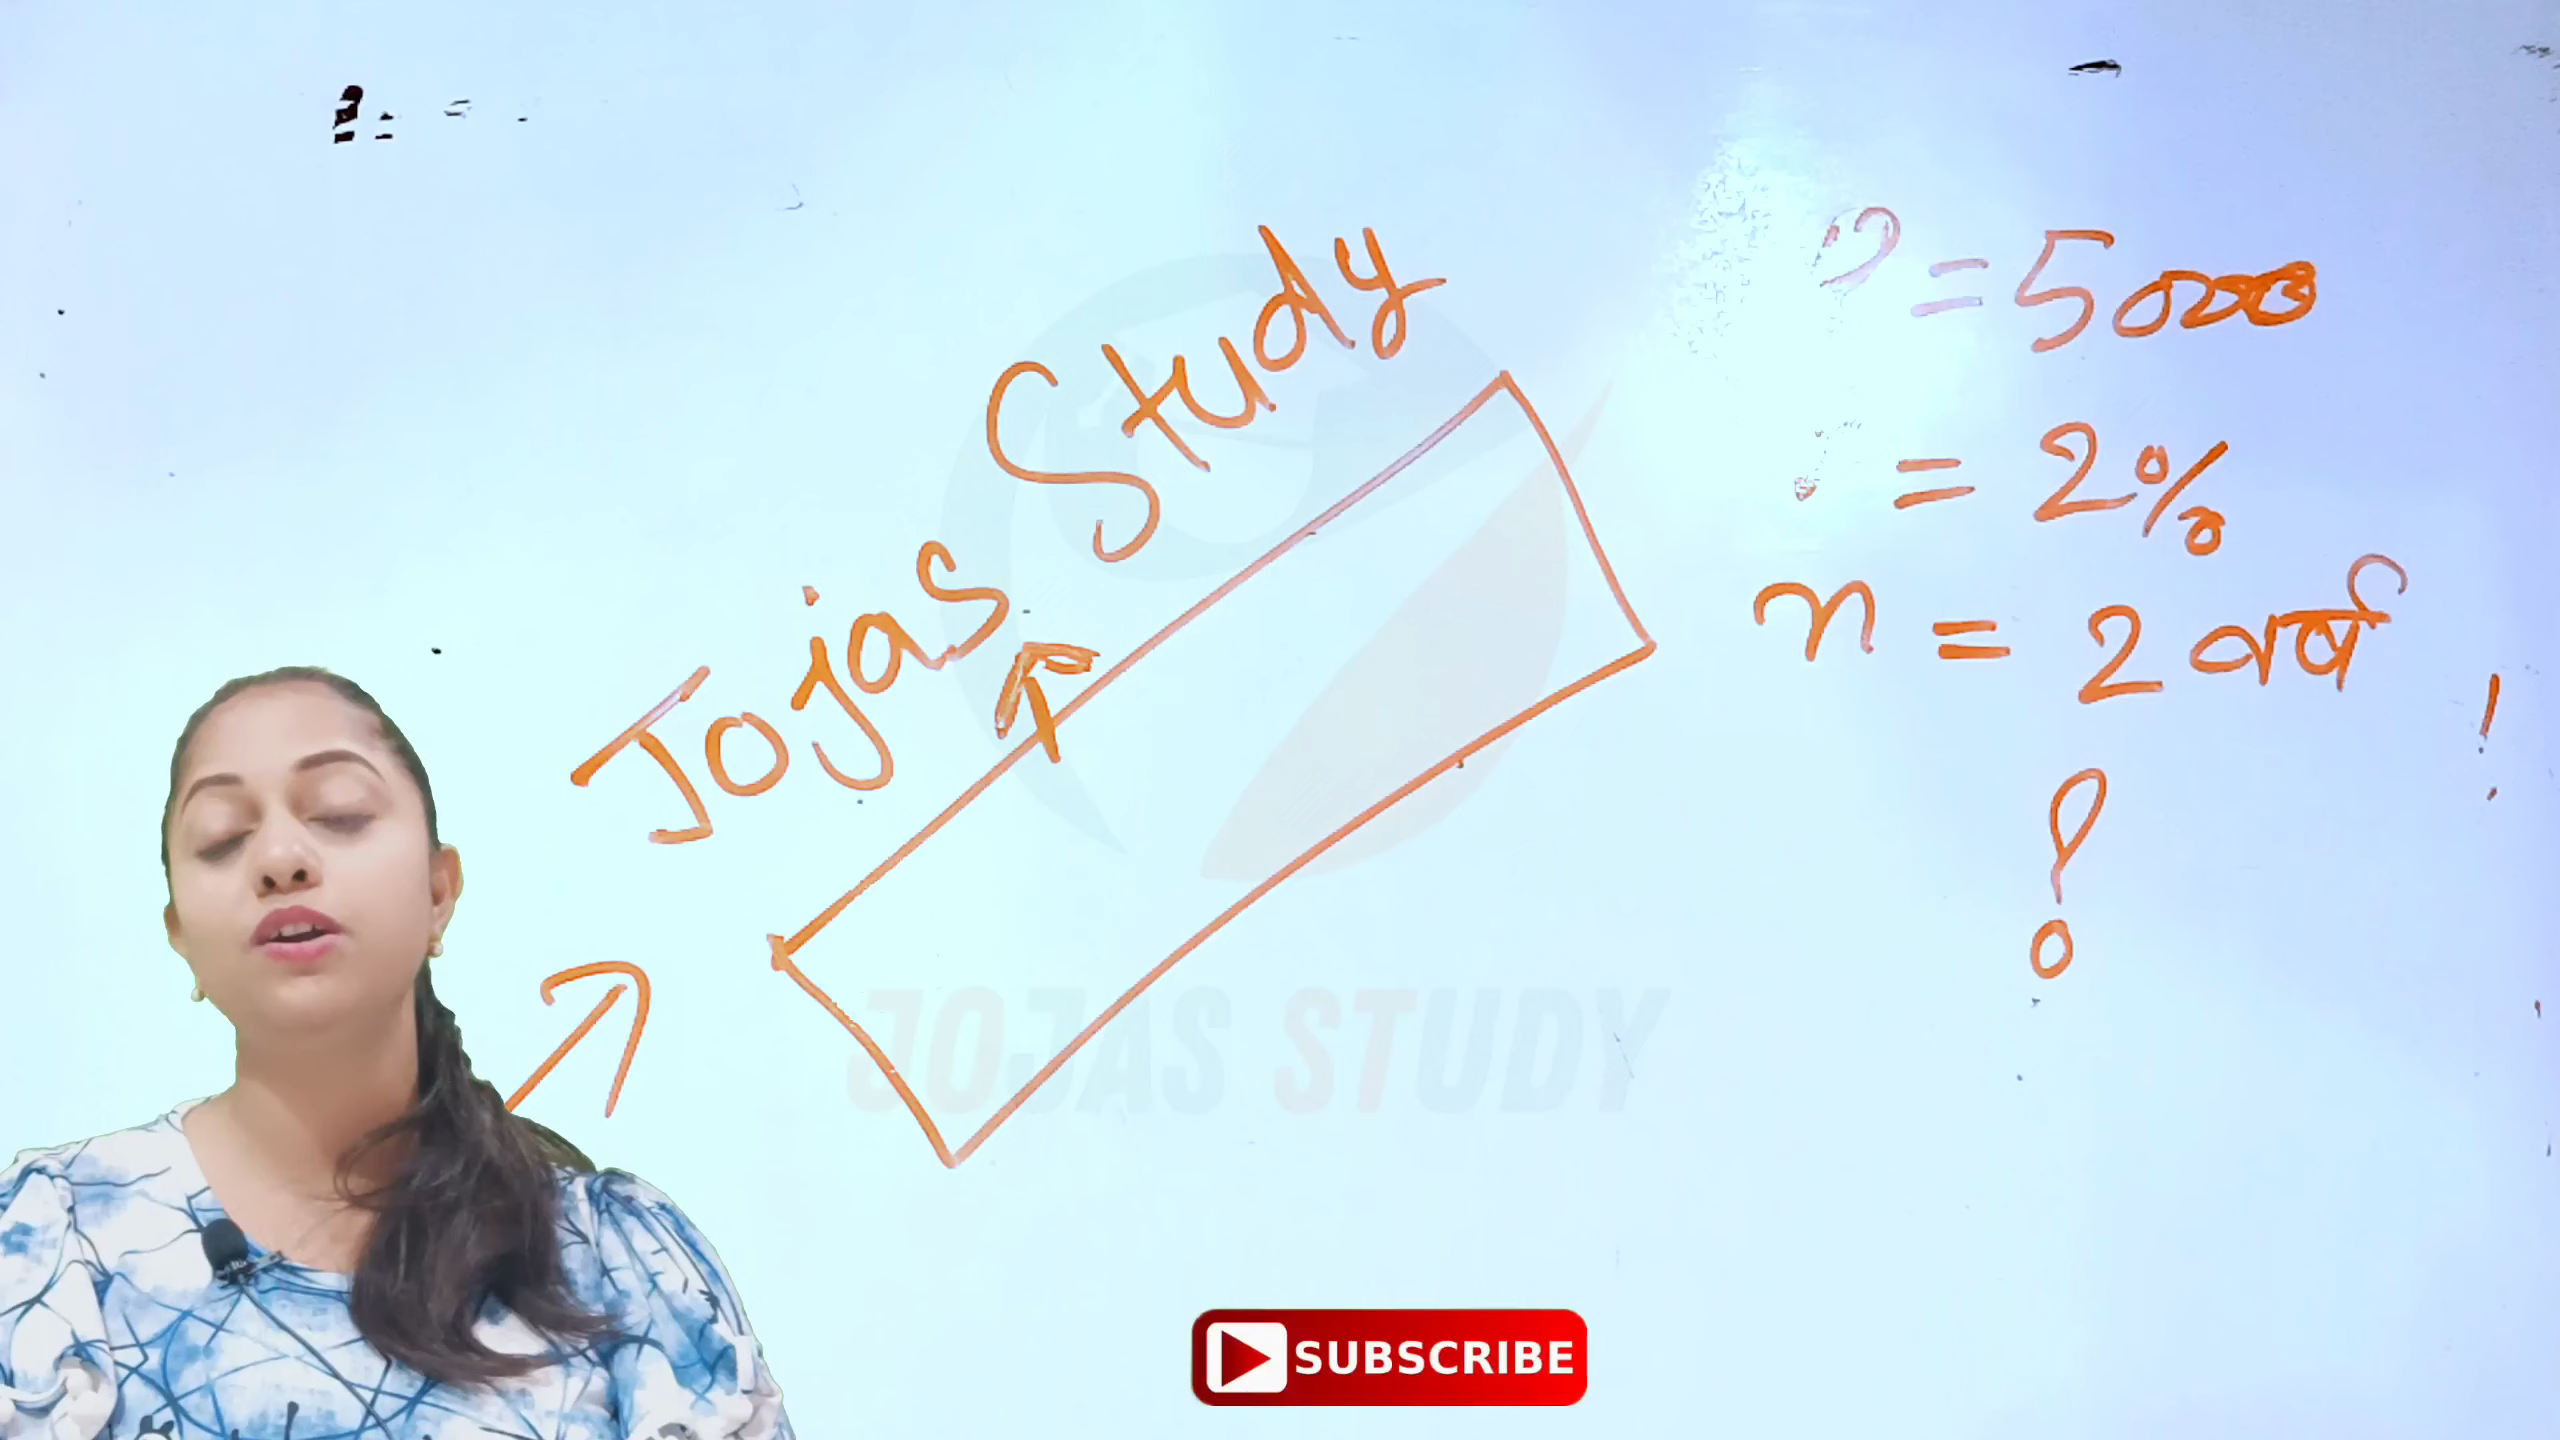 Jojas Study
P = 5000
r = 2%
n = 2 वर्ष
?
JOJAS STUDY
SUBSCRIBE